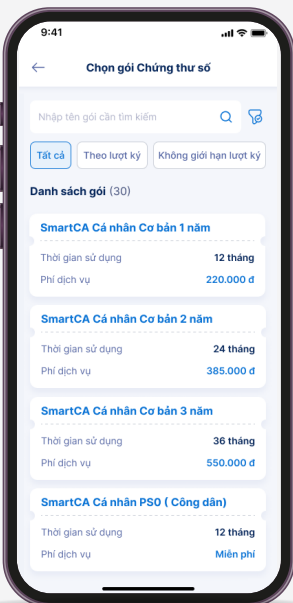 9:41
Chọn gói Chứng thư số
Nhập tên gói cần tìm kiếm
Tất cả Theo lượt ký Không giới hạn lượt ký
Danh sách gói (30)
SmartCA Cá nhân Cơ bản 1 năm
Thời gian sử dụng 12 tháng
Phí dịch vụ 220.000 đ
SmartCA Cá nhân Cơ bản 2 năm
Thời gian sử dụng 24 tháng
Phí dịch vụ 385.000 đ
SmartCA Cá nhân Cơ bản 3 năm
Thời gian sử dụng 36 tháng
Phí dịch vụ 550.000 đ
SmartCA Cá nhân PS0 ( Công dân)
Thời gian sử dụng 12 tháng
Phí dịch vụ Miễn phí